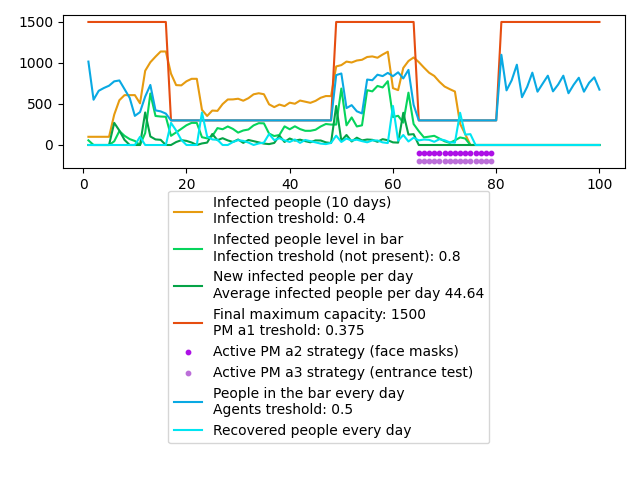 1500
1000
500
0
0
20
40
60
80
100
Infected people (10 days)
Infection treshold: 0.4
Infected people level in bar
Infection treshold (not present): 0.8
New infected people per day
Average infected people per day 44.64
Final maximum capacity: 1500
PM a1 treshold: 0.375
Active PM a2 strategy (face masks)
Active PM a3 strategy (entrance test)
People in the bar every day
Agents treshold: 0.5
Recovered people every day